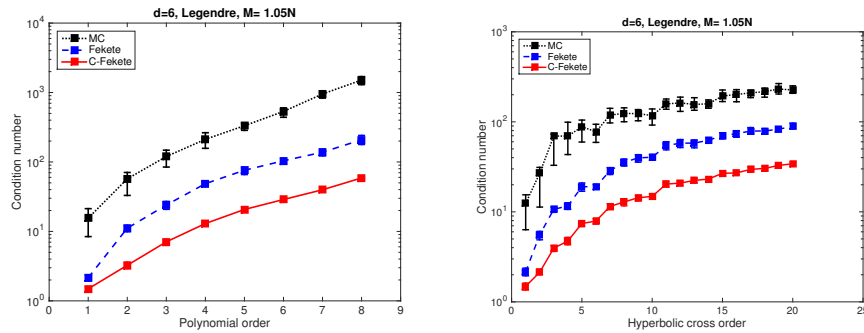 d=6, Legendre, M= 1.05N
MC
Fekete
C-Fekete
Condition number
10^4
10^3
10^2
10^1
10^0
0 1 2 3 4 5 6 7 8 9
Polynomial order
d=6, Legendre, M= 1.05N
MC
Fekete
C-Fekete
Condition number
10^3
10^2
10^1
10^0
0 5 10 15 20 25
Hyperbolic cross order